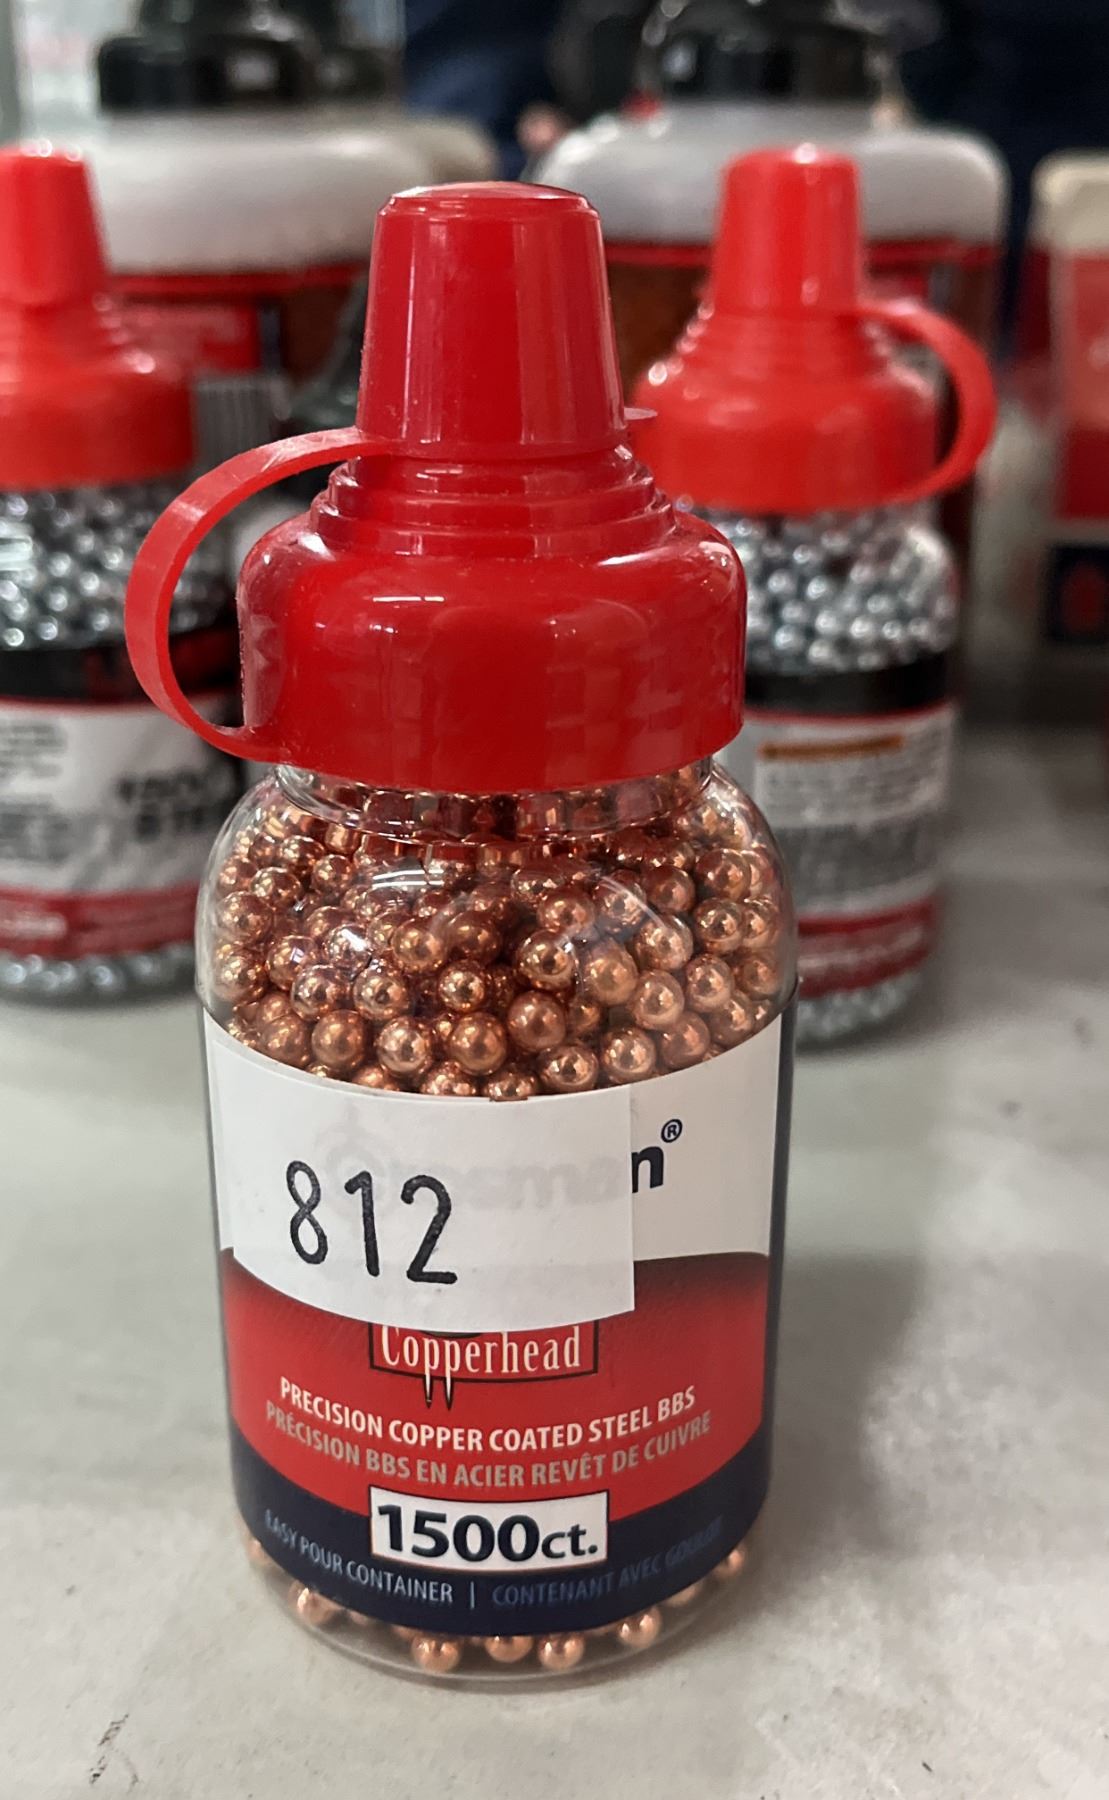 n®
812
Copperhead
PRECISION COPPER COATED STEEL BBS
PRÉCISION BBS EN ACIER REVÊT DE CUIVRE
1500ct.
EASY POUR CONTAINER | CONTENANT AVEC GOULOT